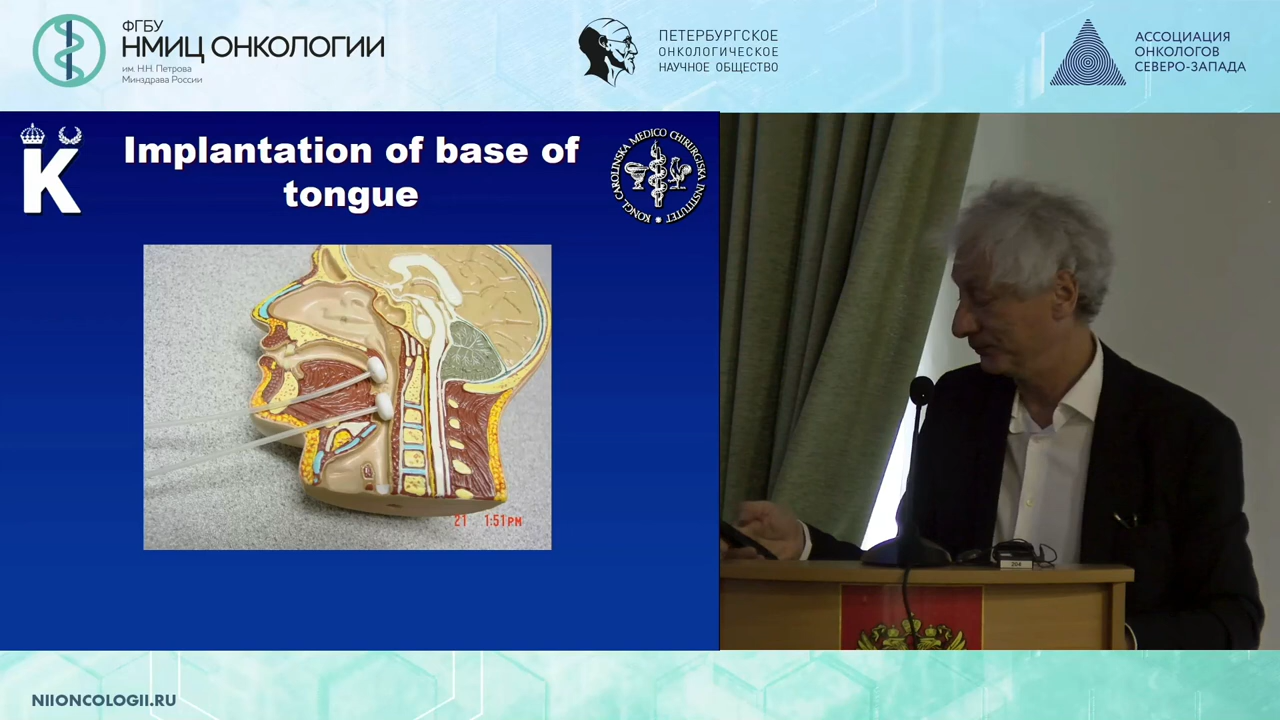 ФГБУ
НМИЦ ОНКОЛОГИИ
им. Н.Н. Петрова
Минздрава России
ПЕТЕРБУРГСКОЕ
ОНКОЛОГИЧЕСКОЕ
НАУЧНОЕ ОБЩЕСТВО
АССОЦИАЦИЯ
ОНКОЛОГОВ
СЕВЕРО-ЗАПАДА
K
Implantation of base of
tongue
KONGL CAROLINSKA MEDICO CHIRURGISKA INSTITUTET
21 1:51PM
204
NIIONCOLOGII.RU